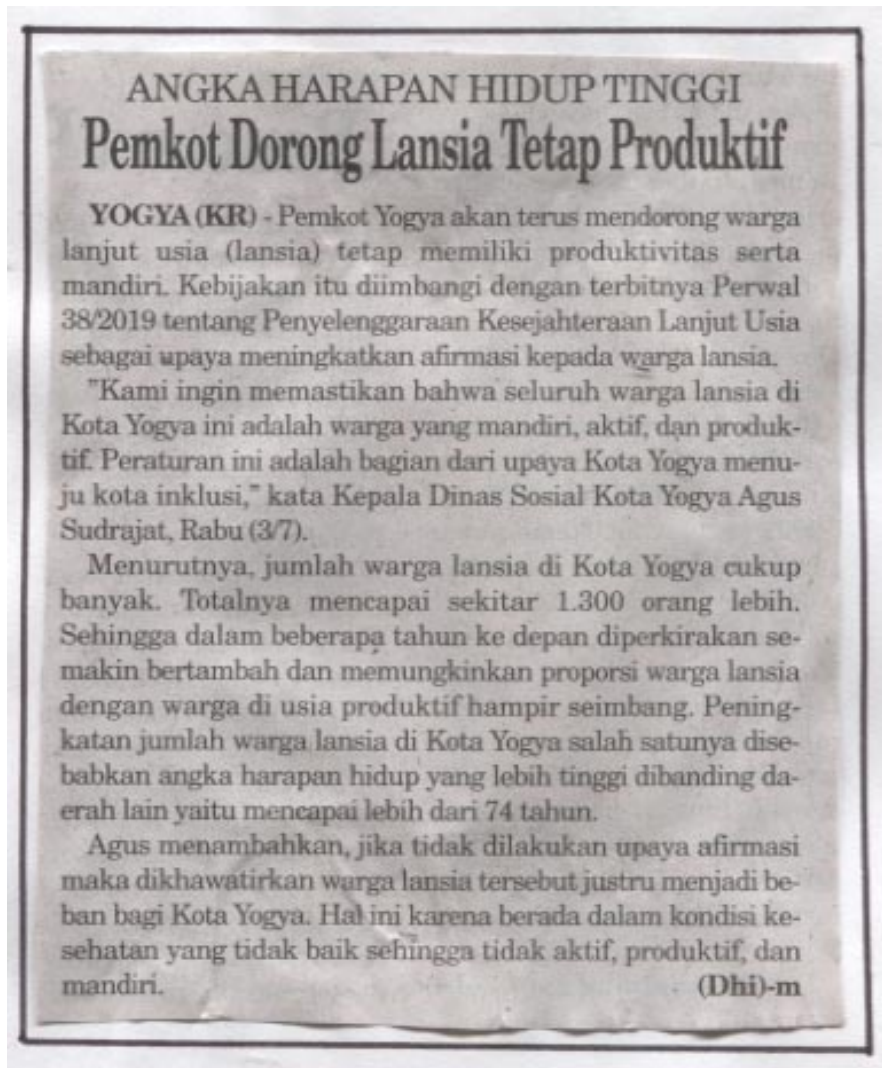 ANGKA HARAPAN HIDUP TINGGI
Pemkot Dorong Lansia Tetap Produktif
YOGYA (KR) - Pemkot Yogya akan terus mendorong warga
lanjut usia (lansia) tetap memiliki produktivitas serta
mandiri. Kebijakan itu diimbangi dengan terbitnya Perwal
38/2019 tentang Penyelenggaraan Kesejahteraan Lanjut Usia
sebagai upaya meningkatkan afirmasi kepada warga lansia.
"Kami ingin memastikan bahwa seluruh warga lansia di
Kota Yogya ini adalah warga yang mandiri, aktif, dan produk-
tif. Peraturan ini adalah bagian dari upaya Kota Yogya menu-
ju kota inklusi," kata Kepala Dinas Sosial Kota Yogya Agus
Sudrajat, Rabu (3/7).
Menurutnya, jumlah warga lansia di Kota Yogya cukup
banyak. Totalnya mencapai sekitar 1.300 orang lebih.
Sehingga dalam beberapa tahun ke depan diperkirakan se-
makin bertambah dan memungkinkan proporsi warga lansia
dengan warga di usia produktif hampir seimbang. Pening-
katan jumlah warga lansia di Kota Yogya salah satunya dise-
babkan angka harapan hidup yang lebih tinggi dibanding da-
erah lain yaitu mencapai lebih dari 74 tahun.
Agus menambahkan, jika tidak dilakukan upaya afirmasi
maka dikhawatirkan warga lansia tersebut justru menjadi be-
ban bagi Kota Yogya. Hal ini karena berada dalam kondisi ke-
sehatan yang tidak baik sehingga tidak aktif, produktif, dan
mandiri. (Dhi)-m